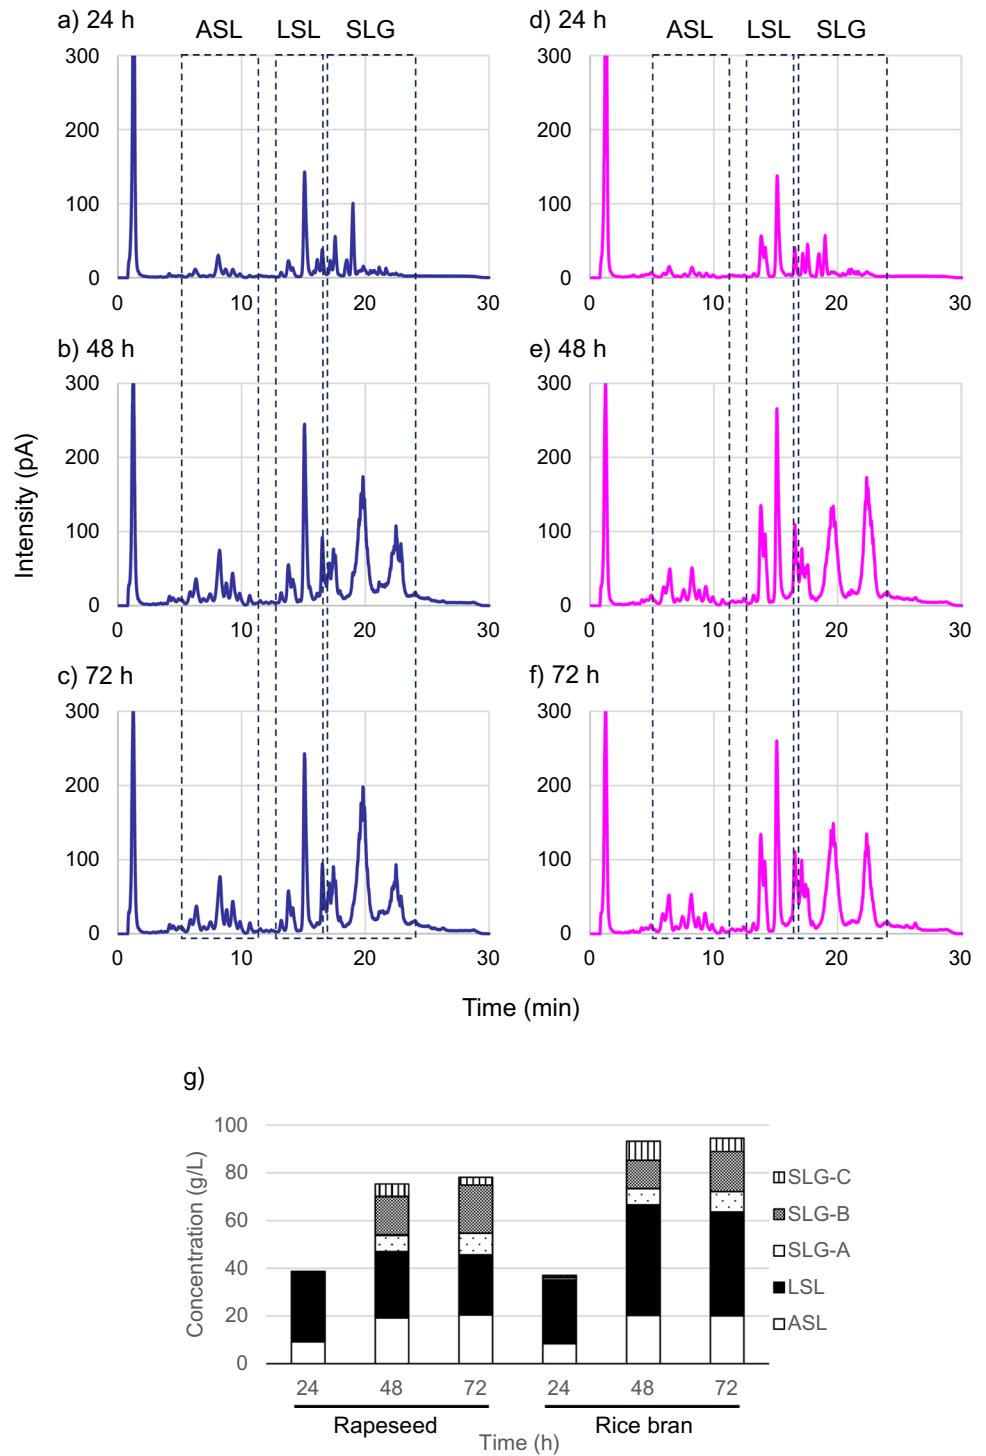 a) 24 h
ASL LSL SLG
300
200
100
0
0 10 20 30
d) 24 h
ASL LSL SLG
300
200
100
0
0 10 20 30
b) 48 h
300
200
100
0
0 10 20 30
e) 48 h
300
200
100
0
0 10 20 30
Intensity (pA)
c) 72 h
300
200
100
0
0 10 20 30
f) 72 h
300
200
100
0
0 10 20 30
Time (min)
g)
Concentration (g/L)
100
80
60
40
20
0
24 48 72 24 48 72
Rapeseed Rice bran
Time (h)
SLG-C
SLG-B
SLG-A
LSL
ASL